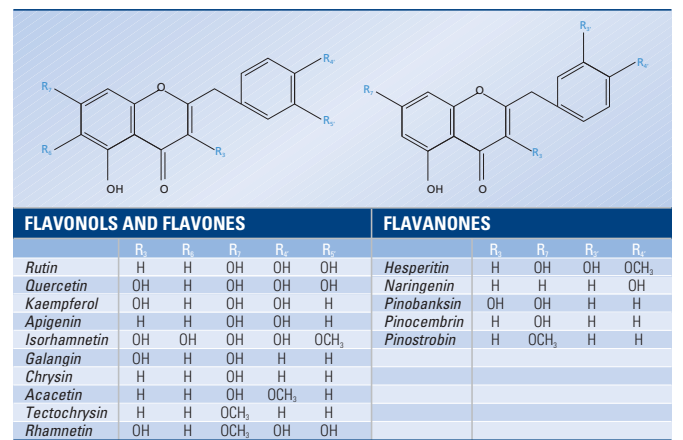 R₇ O R₄' R₅' R₆ R₃ OH O
R₇ O R₃' R₄' R₃ OH O
FLAVONOLS AND FLAVONES
R₃ R₆ R₇ R₄' R₅'
Rutin H H OH OH OH
Quercetin OH H OH OH OH
Kaempferol OH H OH OH H
Apigenin H H OH OH H
Isorhamnetin OH OH OH OH OCH₃
Galangin OH H OH H H
Chrysin H H OH H H
Acacetin H H OH OCH₃ H
Tectochrysin H H OCH₃ H H
Rhamnetin OH H OCH₃ OH OH
FLAVANONES
R₃ R₇ R₃' R₄'
Hesperitin H OH OH OCH₃
Naringenin H H H OH
Pinobanksin OH OH H H
Pinocembrin H OH H H
Pinostrobin H OCH₃ H H